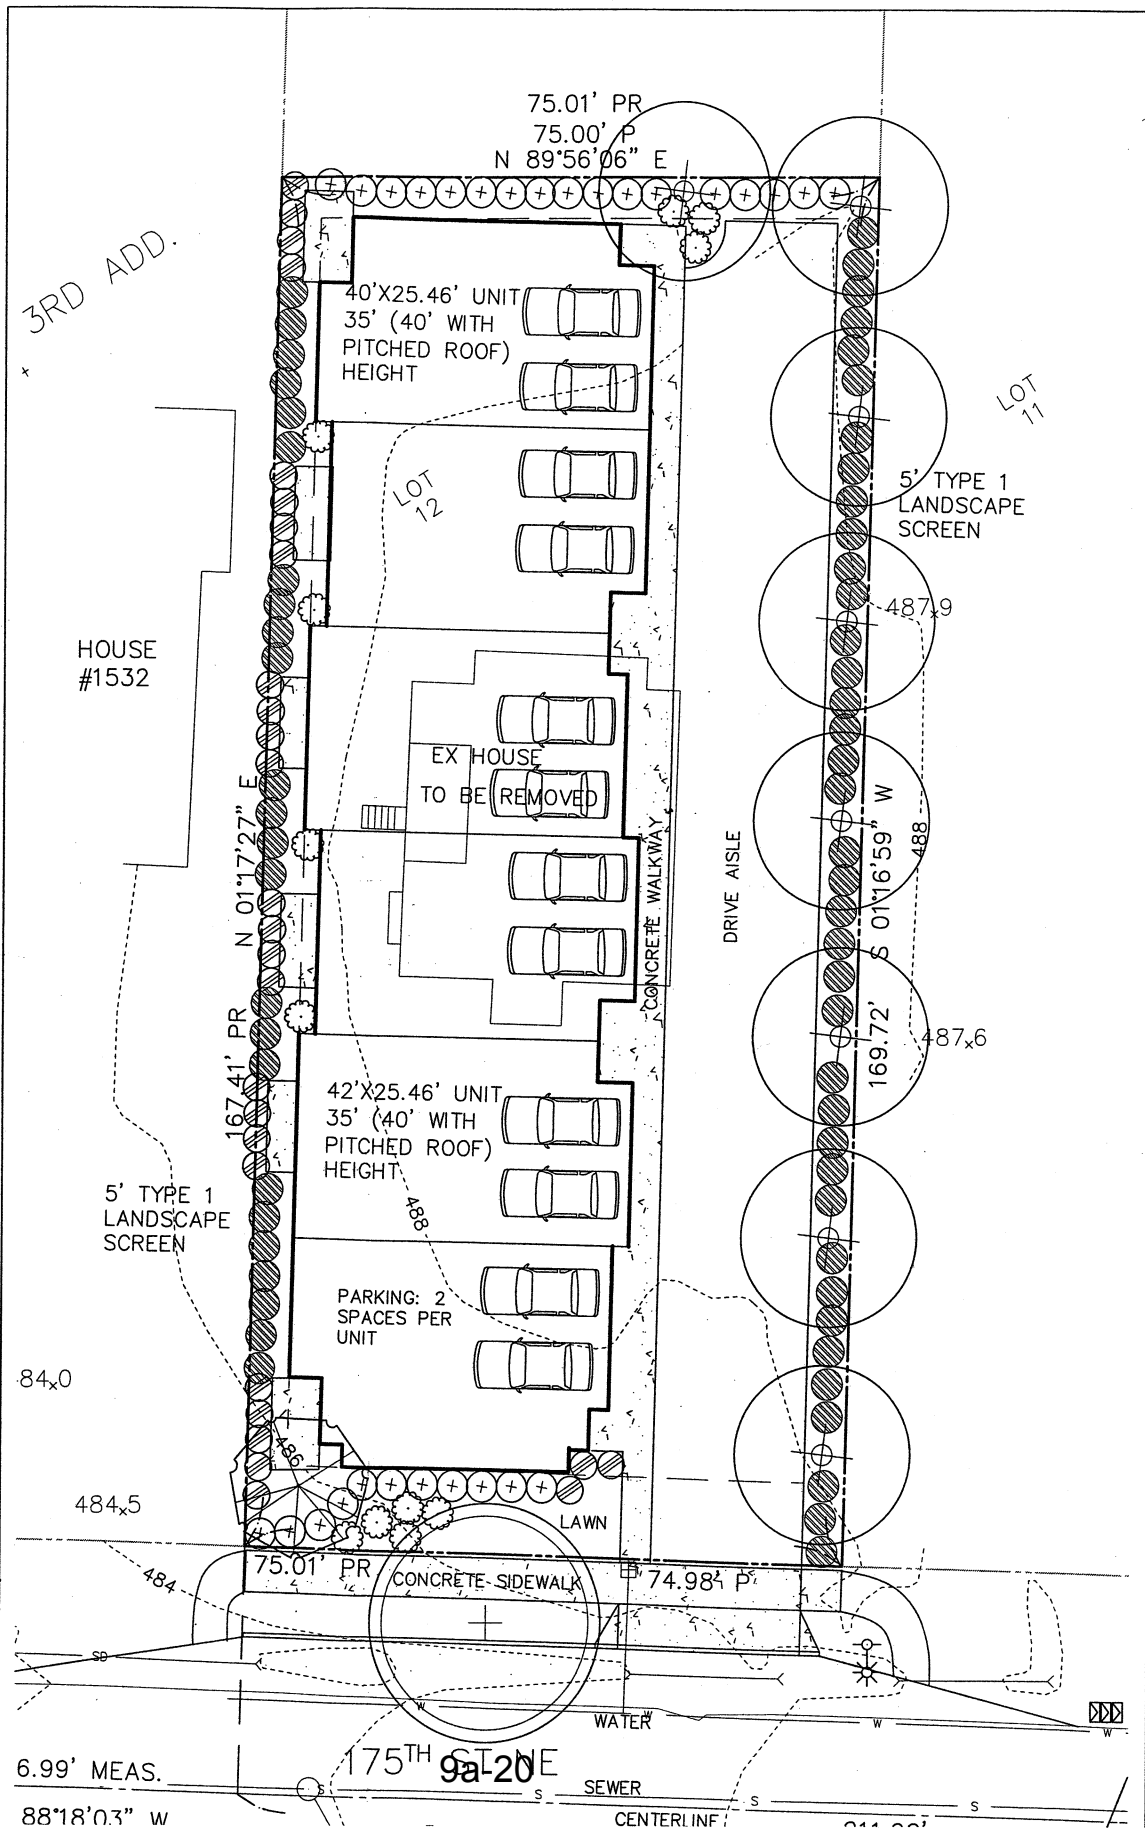 75.01' PR
75.00' P
N 89°56'06" E
3RD ADD.
40'X25.46' UNIT
35' (40' WITH
PITCHED ROOF)
HEIGHT
LOT
11
LOT
12
5' TYPE 1
LANDSCAPE
SCREEN
487.9
HOUSE
#1532
EX HOUSE
TO BE REMOVED
N 01°17'27" E
167.41' PR
CONCRETE WALKWAY
DRIVE AISLE
S 01°16'59" W
169.72'
488
487.6
42'X25.46' UNIT
35' (40' WITH
PITCHED ROOF)
HEIGHT
5' TYPE 1
LANDSCAPE
SCREEN
488
PARKING: 2
SPACES PER
UNIT
84.0
486
484.5
LAWN
75.01' PR
CONCRETE SIDEWALK
74.98' P
484
SD
W
W
W
W
WATER
175TH ST NE
9a-20
6.99' MEAS.
S
S
S
S
SEWER
88°18'03" W
CENTERLINE